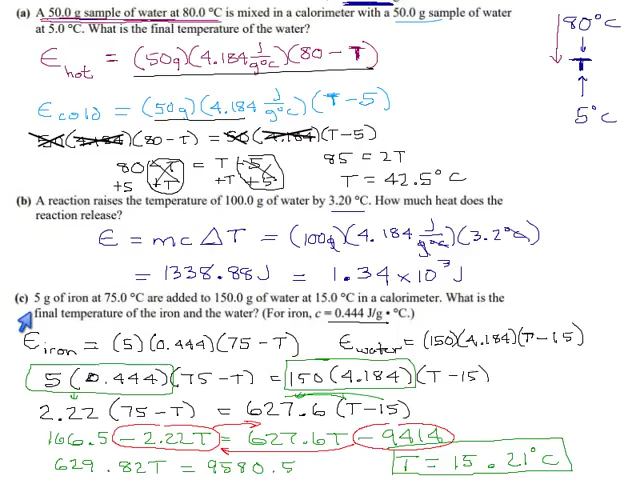 (a) A 50.0 g sample of water at 80.0 °C is mixed in a calorimeter with a 50.0 g sample of water
at 5.0 °C. What is the final temperature of the water?
80°C
T
5°C
E hot = (50g)(4.184 J/g°C)(80 - T)
E cold = (50g)(4.184 J/g°C)(T - 5)
50(4.184)(80 - T) = 50(4.184)(T - 5)
80 - T = T - 5
+5 +T +T +5
85 = 2T
T = 42.5°C
(b) A reaction raises the temperature of 100.0 g of water by 3.20 °C. How much heat does the
reaction release?
E = mc△T = (100g)(4.184 J/g°C)(3.2°C)
= 1338.88J = 1.34 × 10³ J
(c) 5 g of iron at 75.0 °C are added to 150.0 g of water at 15.0 °C in a calorimeter. What is the
final temperature of the iron and the water? (For iron, c = 0.444 J/g • °C.)
E iron = (5)(0.444)(75 - T)
E water = (150)(4.184)(T - 15)
5(0.444)(75 - T) = 150(4.184)(T - 15)
2.22(75 - T) = 627.6(T - 15)
166.5 - 2.22T = 627.6T - 9414
629.82T = 9580.5
T = 15.21°C